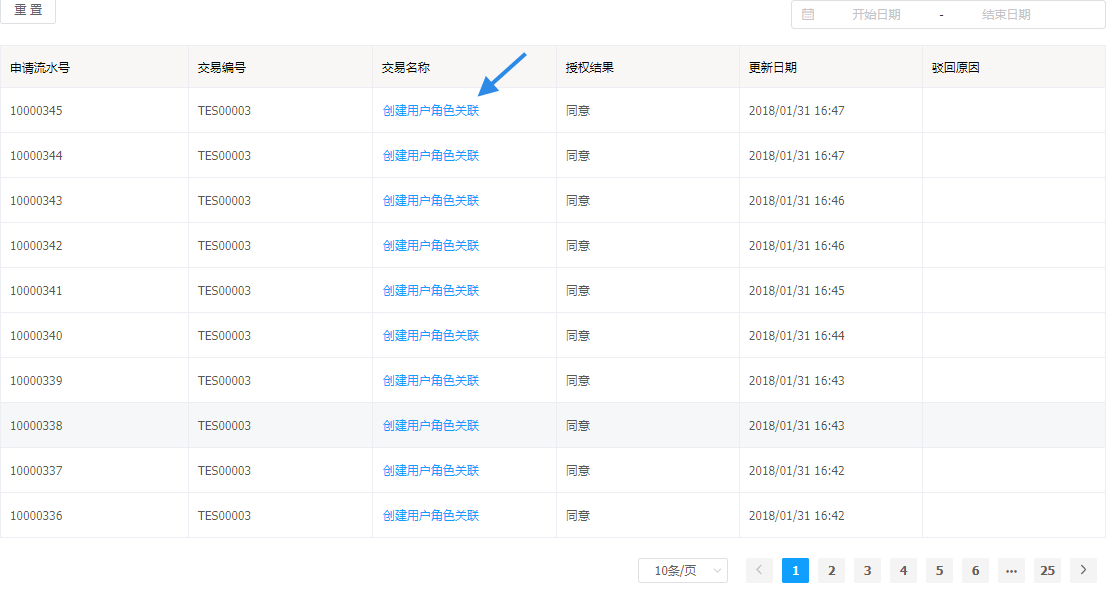 重 置 开始日期 - 结束日期
申请流水号 交易编号 交易名称 授权结果 更新日期 驳回原因
10000345 TES00003 创建用户角色关联 同意 2018/01/31 16:47
10000344 TES00003 创建用户角色关联 同意 2018/01/31 16:47
10000343 TES00003 创建用户角色关联 同意 2018/01/31 16:46
10000342 TES00003 创建用户角色关联 同意 2018/01/31 16:46
10000341 TES00003 创建用户角色关联 同意 2018/01/31 16:45
10000340 TES00003 创建用户角色关联 同意 2018/01/31 16:44
10000339 TES00003 创建用户角色关联 同意 2018/01/31 16:43
10000338 TES00003 创建用户角色关联 同意 2018/01/31 16:43
10000337 TES00003 创建用户角色关联 同意 2018/01/31 16:42
10000336 TES00003 创建用户角色关联 同意 2018/01/31 16:42
10条/页 1 2 3 4 5 6 ··· 25